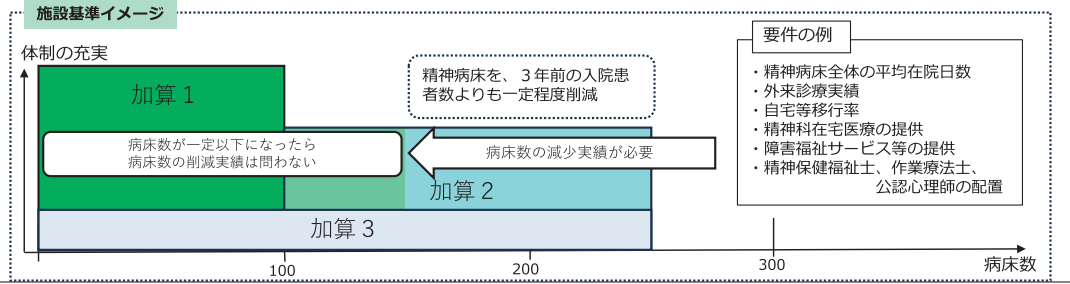 施設基準イメージ
体制の充実
加算１
病床数が一定以下になったら
病床数の削減実績は問わない
精神病床を、３年前の入院患
者数よりも一定程度削減
病床数の減少実績が必要
加算２
加算３
100
200
300
病床数
要件の例
・精神病床全体の平均在院日数
・外来診療実績
・自宅等移行率
・精神科在宅医療の提供
・障害福祉サービス等の提供
・精神保健福祉士、作業療法士、
公認心理師の配置